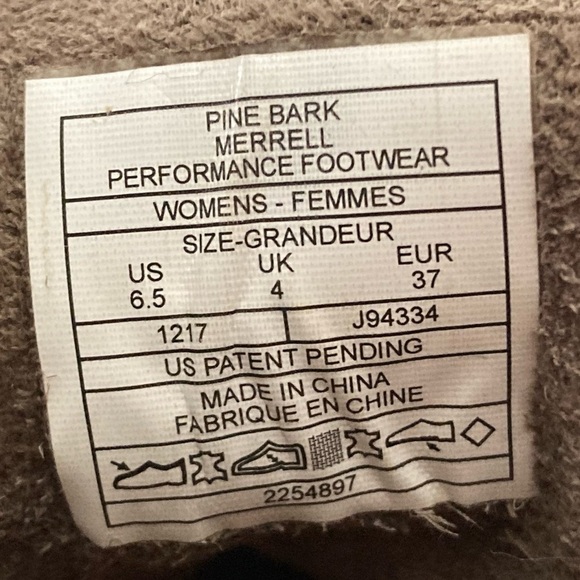 PINE BARK
MERRELL
PERFORMANCE FOOTWEAR
WOMENS - FEMMES
SIZE-GRANDEUR
US UK EUR
6.5 4 37
1217 J94334
US PATENT PENDING
MADE IN CHINA
FABRIQUE EN CHINE
2254897